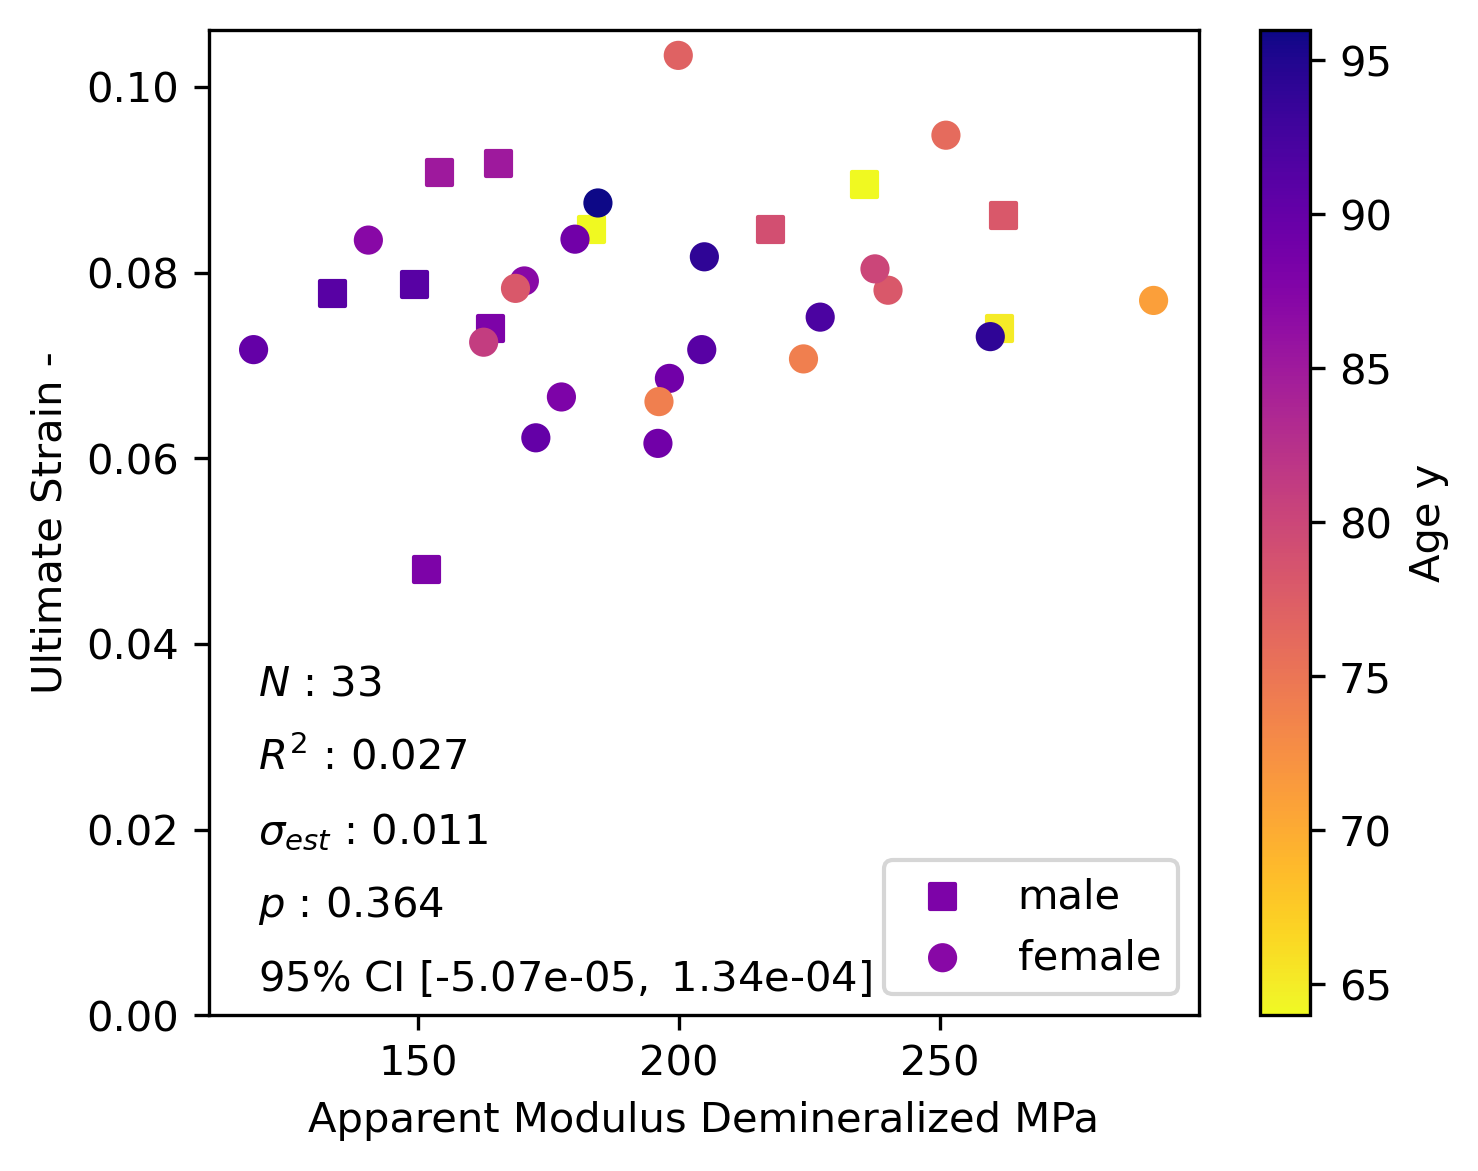 0.10
0.08
0.06
0.04
0.02
0.00
Ultimate Strain -
N : 33
R² : 0.027
σest : 0.011
p : 0.364
95% CI [-5.07e-05, 1.34e-04]
male
female
150 200 250
Apparent Modulus Demineralized MPa
95
90
85
80
75
70
65
Age y